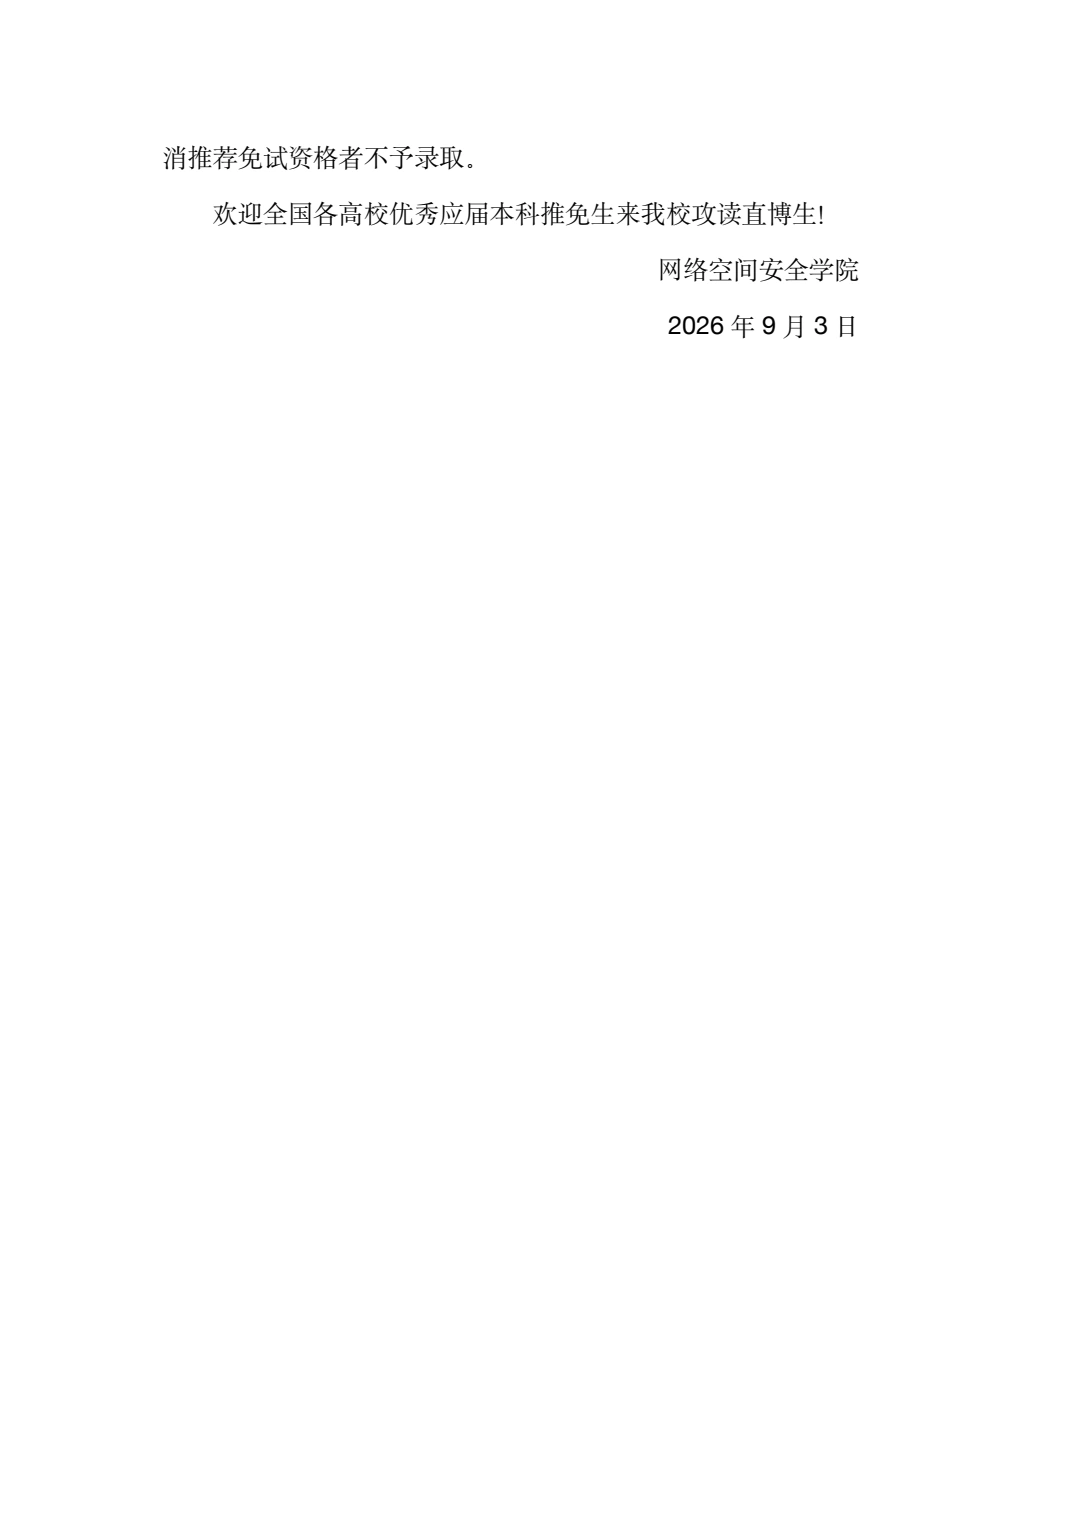 消推荐免试资格者不予录取。
欢迎全国各高校优秀应届本科推免生来我校攻读直博生!
网络空间安全学院
2026 年 9 月 3 日